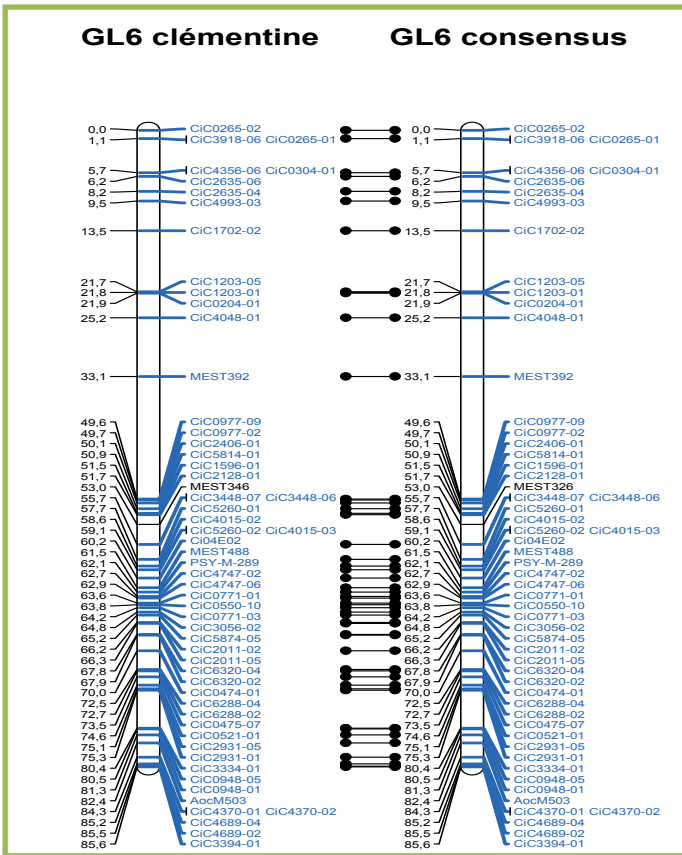 GL6 clémentine
0,0 CiC0265-02
1,1 CiC3918-06 CiC0265-01
5,7 CiC4356-06 CiC0304-01
6,2 CiC2635-06
8,2 CiC2635-04
9,5 CiC4993-03
13,5 CiC1702-02
21,7 CiC1203-05
21,8 CiC1203-01
21,9 CiC0204-01
25,2 CiC4048-01
33,1 MEST392
49,6 CiC0977-09
49,7 CiC0977-02
50,1 CiC2406-01
50,9 CiC5814-01
51,5 CiC1596-01
51,7 CiC2128-01
53,0 MEST346
55,7 CiC3448-07 CiC3448-06
57,7 CiC5260-01
58,6 CiC4015-02
59,1 CiC5260-02 CiC4015-03
60,2 Ci04E02
61,5 MEST488
62,1 PSY-M-289
62,7 CiC4747-02
62,9 CiC4747-06
63,6 CiC0771-01
63,8 CiC0550-10
64,2 CiC0771-03
64,8 CiC3056-02
65,2 CiC5874-05
66,2 CiC2011-02
66,3 CiC2011-05
67,8 CiC6320-04
67,9 CiC6320-02
70,0 CiC0474-01
72,5 CiC6288-04
72,7 CiC6288-02
73,5 CiC0475-07
74,6 CiC0521-01
75,1 CiC2931-05
75,3 CiC2931-01
80,4 CiC3334-01
80,5 CiC0948-05
81,3 CiC0948-01
82,4 AocM503
84,3 CiC4370-01 CiC4370-02
85,2 CiC4689-04
85,5 CiC4689-02
85,6 CiC3394-01
GL6 consensus
0,0 CiC0265-02
1,1 CiC3918-06 CiC0265-01
5,7 CiC4356-06 CiC0304-01
6,2 CiC2635-06
8,2 CiC2635-04
9,5 CiC4993-03
13,5 CiC1702-02
21,7 CiC1203-05
21,8 CiC1203-01
21,9 CiC0204-01
25,2 CiC4048-01
33,1 MEST392
49,6 CiC0977-09
49,7 CiC0977-02
50,1 CiC2406-01
50,9 CiC5814-01
51,5 CiC1596-01
51,7 CiC2128-01
53,0 MEST326
55,7 CiC3448-07 CiC3448-06
57,7 CiC5260-01
58,6 CiC4015-02
59,1 CiC5260-02 CiC4015-03
60,2 Ci04E02
61,5 MEST488
62,1 PSY-M-289
62,7 CiC4747-02
62,9 CiC4747-06
63,6 CiC0771-01
63,8 CiC0550-10
64,2 CiC0771-03
64,8 CiC3056-02
65,2 CiC5874-05
66,2 CiC2011-02
66,3 CiC2011-05
67,8 CiC6320-04
67,9 CiC6320-02
70,0 CiC0474-01
72,5 CiC6288-04
72,7 CiC6288-02
73,5 CiC0475-07
74,6 CiC0521-01
75,1 CiC2931-05
75,3 CiC2931-01
80,4 CiC3334-01
80,5 CiC0948-05
81,3 CiC0948-01
82,4 AocM503
84,3 CiC4370-01 CiC4370-02
85,2 CiC4689-04
85,5 CiC4689-02
85,6 CiC3394-01